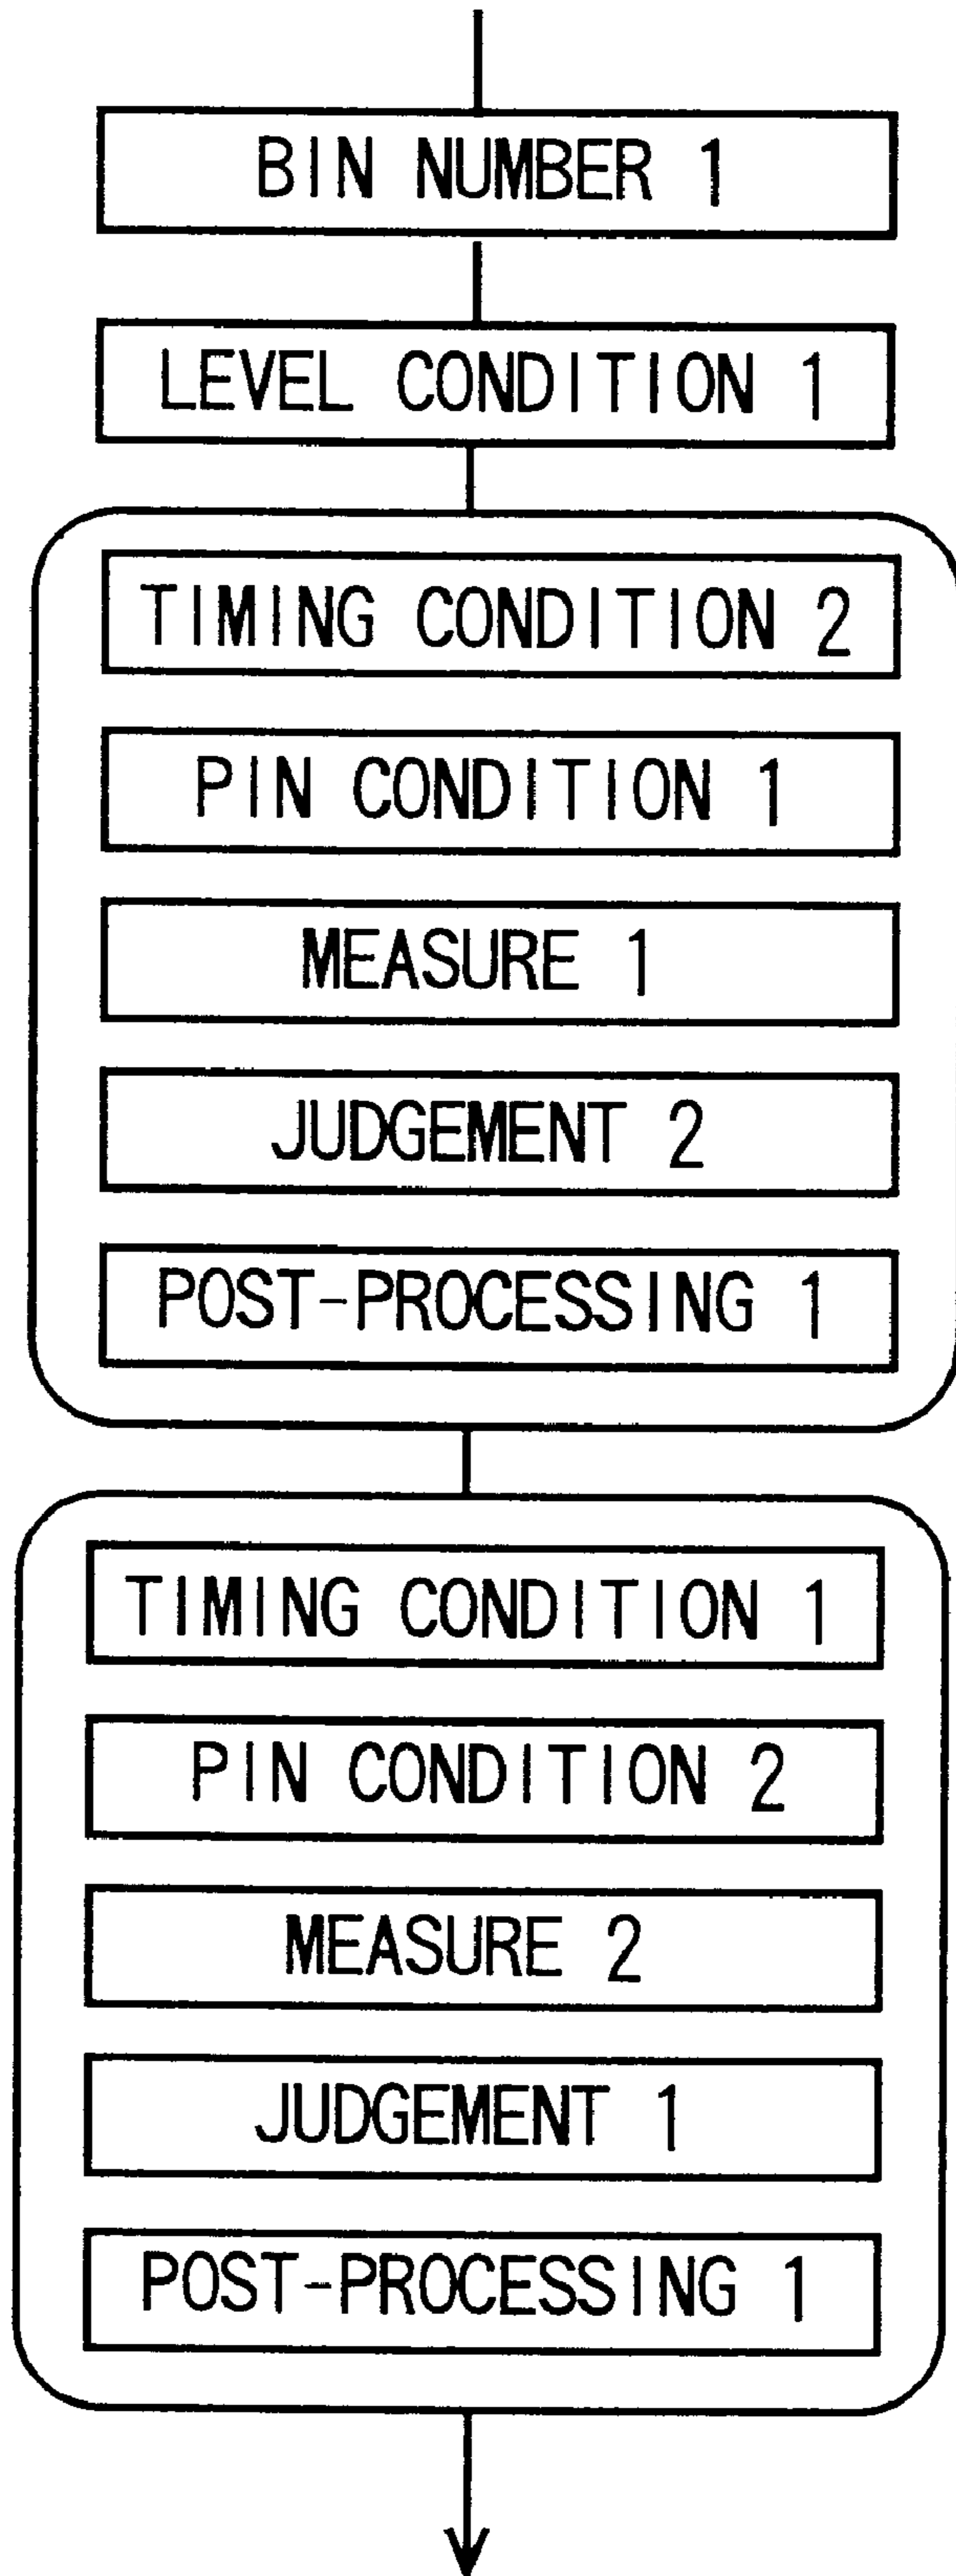 BIN NUMBER 1
LEVEL CONDITION 1
TIMING CONDITION 2
PIN CONDITION 1
MEASURE 1
JUDGEMENT 2
POST-PROCESSING 1
TIMING CONDITION 1
PIN CONDITION 2
MEASURE 2
JUDGEMENT 1
POST-PROCESSING 1